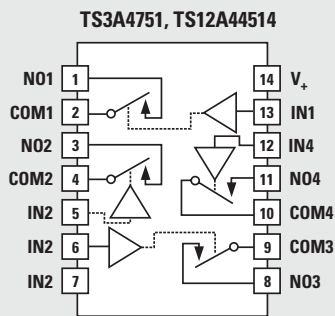 TS3A4751, TS12A44514
NO1 1 14 V+
COM1 2 13 IN1
NO2 3 12 IN4
COM2 4 11 NO4
IN2 5 10 COM4
IN2 6 9 COM3
IN2 7 8 NO3